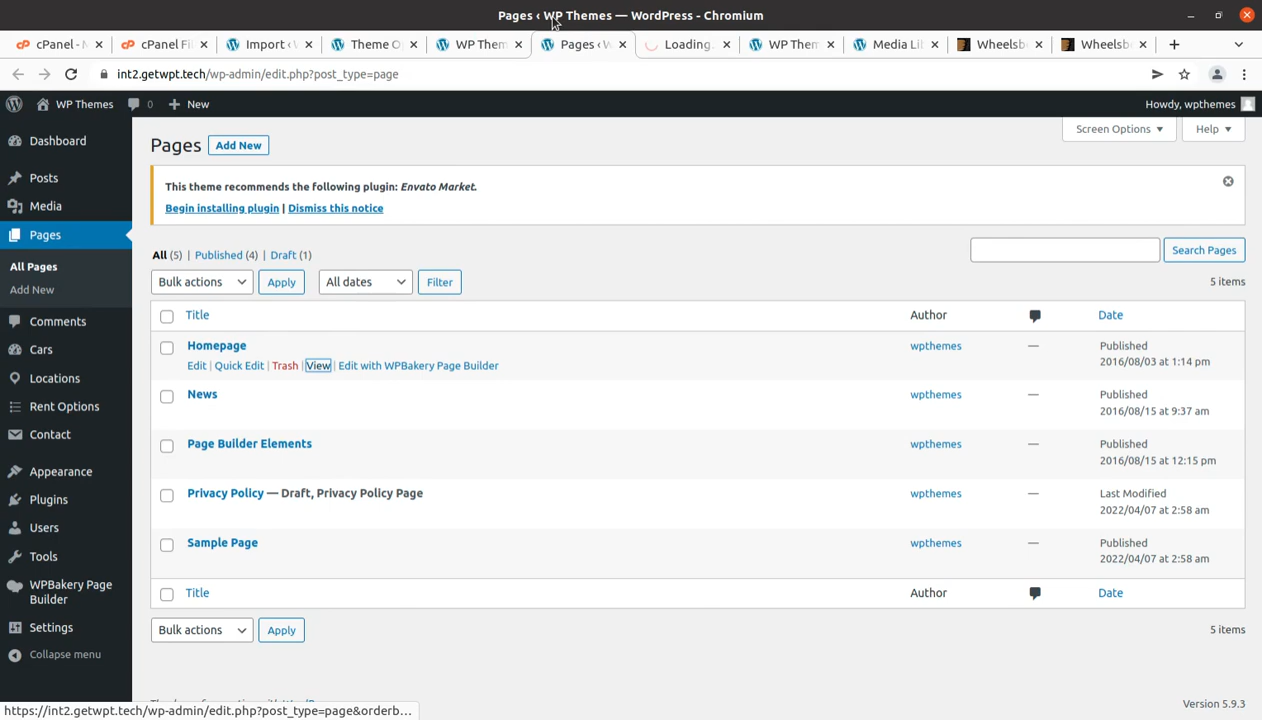 Pages ‹ WP Themes — WordPress - Chromium
cPanel - M
cPanel Fi
Import ‹ W
Theme O
WP Them
Pages ‹ W
Loading.
WP Them
Media Li
Wheelsb
Wheelsb
int2.getwpt.tech/wp-admin/edit.php?post_type=page
WP Themes
0
New
Howdy, wpthemes
Dashboard
Posts
Media
Pages
All Pages
Add New
Comments
Cars
Locations
Rent Options
Contact
Appearance
Plugins
Users
Tools
WPBakery Page
Builder
Settings
Collapse menu
Screen Options
Help
Pages
Add New
This theme recommends the following plugin: Envato Market.
Begin installing plugin | Dismiss this notice
All (5) | Published (4) | Draft (1)
Search Pages
Bulk actions
Apply
All dates
Filter
5 items
Title
Author
Date
Homepage
wpthemes
—
Published
2016/08/03 at 1:14 pm
Edit | Quick Edit | Trash | View | Edit with WPBakery Page Builder
News
wpthemes
—
Published
2016/08/15 at 9:37 am
Page Builder Elements
wpthemes
—
Published
2016/08/15 at 12:15 pm
Privacy Policy — Draft, Privacy Policy Page
wpthemes
—
Last Modified
2022/04/07 at 2:58 am
Sample Page
wpthemes
—
Published
2022/04/07 at 2:58 am
Title
Author
Date
Bulk actions
Apply
5 items
Version 5.9.3
https://int2.getwpt.tech/wp-admin/edit.php?post_type=page&orderb...